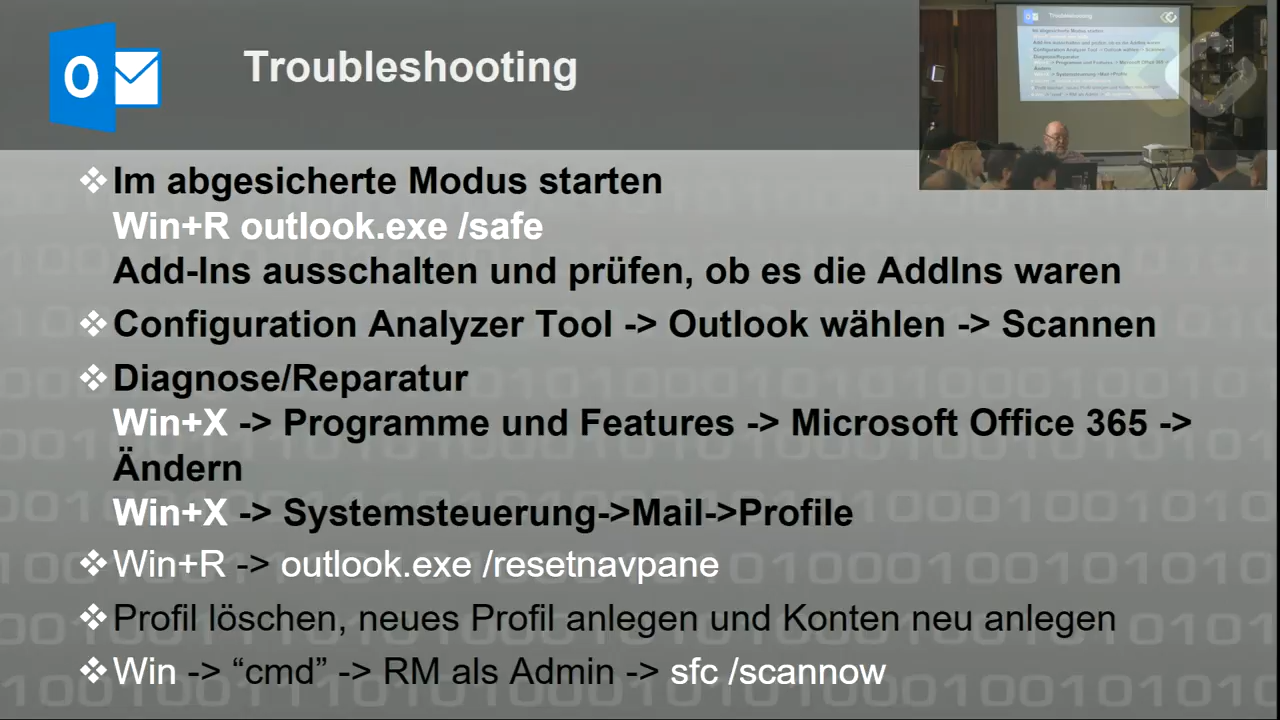 Troubleshooting
Im abgesicherte Modus starten
Win+R outlook.exe /safe
Add-Ins ausschalten und prüfen, ob es die AddIns waren
Configuration Analyzer Tool -> Outlook wählen -> Scannen
Diagnose/Reparatur
Win+X -> Programme und Features -> Microsoft Office 365 ->
Ändern
Win+X -> Systemsteuerung->Mail->Profile
Win+R -> outlook.exe /resetnavpane
Profil löschen, neues Profil anlegen und Konten neu anlegen
Win -> “cmd” -> RM als Admin -> sfc /scannow